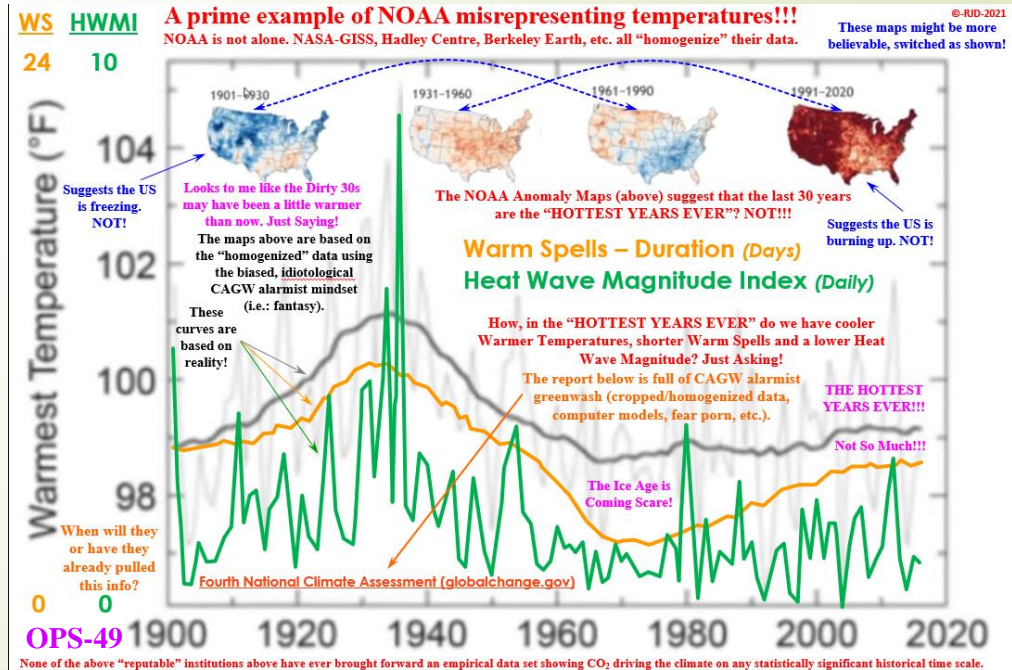 WS HWMI
24 10
A prime example of NOAA misrepresenting temperatures!!!
NOAA is not alone. NASA-GISS, Hadley Centre, Berkeley Earth, etc. all “homogenize” their data.
©-RJD-2021
These maps might be more
believable, switched as shown!
1901-1930
1931-1960
1961-1990
1991-2020
Warmest Temperature (°F)
104
102
100
98
Suggests the US
is freezing.
NOT!
Looks to me like the Dirty 30s
may have been a little warmer
than now. Just Saying!
The maps above are based on
the “homogenized” data using
the biased, idiotological
CAGW alarmist mindset
(i.e.: fantasy).
These
curves are
based on
reality!
The NOAA Anomaly Maps (above) suggest that the last 30 years
are the “HOTTEST YEARS EVER”? NOT!!!
Suggests the US is
burning up. NOT!
Warm Spells – Duration (Days)
Heat Wave Magnitude Index (Daily)
How, in the “HOTTEST YEARS EVER” do we have cooler
Warmer Temperatures, shorter Warm Spells and a lower Heat
Wave Magnitude? Just Asking!
The report below is full of CAGW alarmist
greenwash (cropped/homogenized data,
computer models, fear porn, etc.).
THE HOTTEST
YEARS EVER!!!
Not So Much!!!
The Ice Age is
Coming Scare!
When will they
or have they
already pulled
this info?
Fourth National Climate Assessment (globalchange.gov)
0 0
OPS-49
1900 1920 1940 1960 1980 2000 2020
None of the above “reputable” institutions above have ever brought forward an empirical data set showing CO₂ driving the climate on any statistically significant historical time scale.